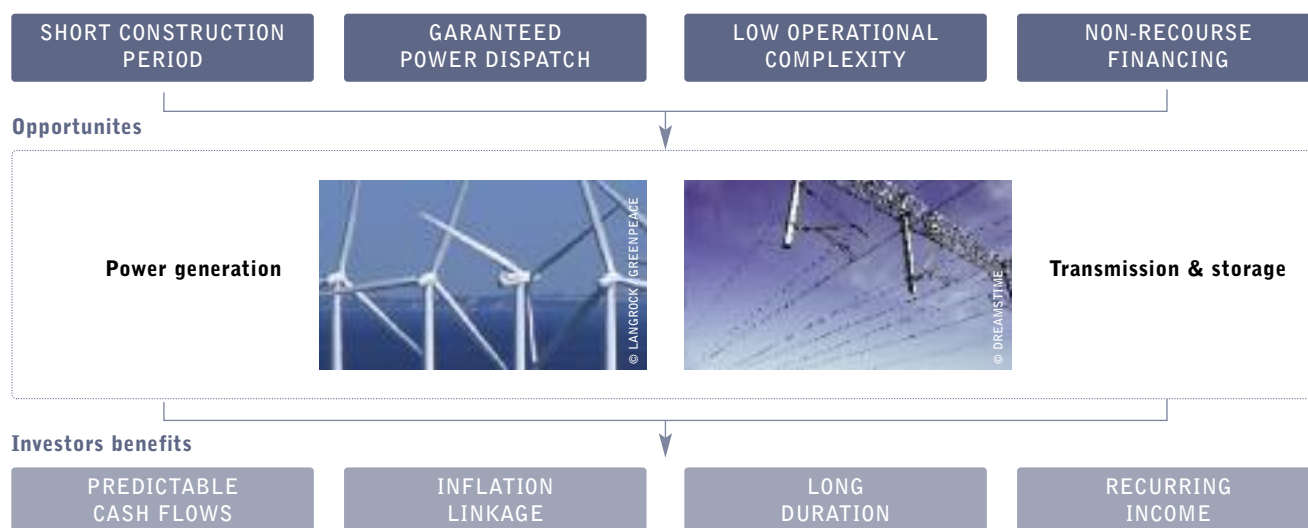 SHORT CONSTRUCTION
PERIOD
GARANTEED
POWER DISPATCH
LOW OPERATIONAL
COMPLEXITY
NON-RECOURSE
FINANCING
Opportunites
Power generation
© LANGROCK / GREENPEACE
© DREAMSTIME
Transmission & storage
Investors benefits
PREDICTABLE
CASH FLOWS
INFLATION
LINKAGE
LONG
DURATION
RECURRING
INCOME